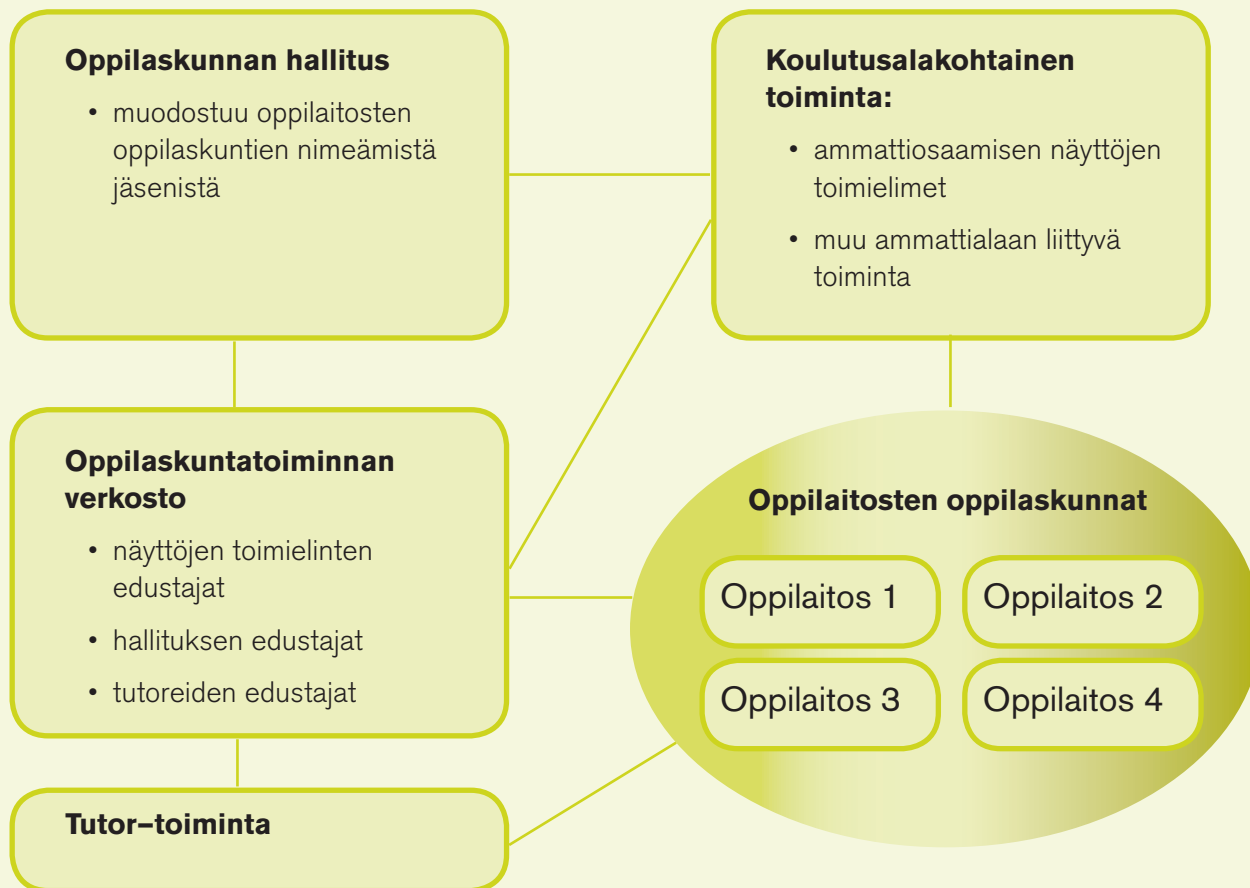 Oppilaskunnan hallitus
• muodostuu oppilaitosten
oppilaskuntien nimeämistä
jäsenistä
Koulutusalakohtainen
toiminta:
• ammattiosaamisen näyttöjen
toimielimet
• muu ammattialaan liittyvä
toiminta
Oppilaskuntatoiminnan
verkosto
• näyttöjen toimielinten
edustajat
• hallituksen edustajat
• tutoreiden edustajat
Oppilaitosten oppilaskunnat
Oppilaitos 1
Oppilaitos 2
Oppilaitos 3
Oppilaitos 4
Tutor–toiminta